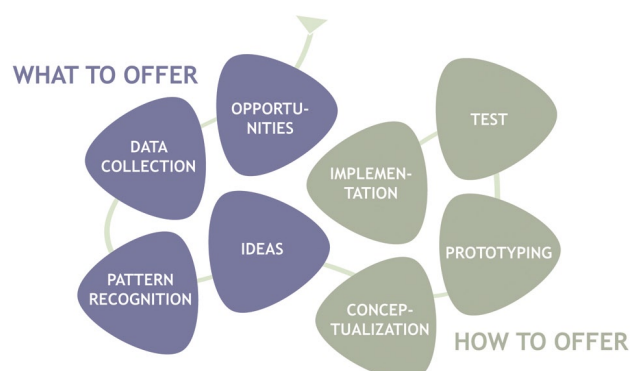 WHAT TO OFFER
OPPORTU-
NITIES
DATA
COLLECTION
PATTERN
RECOGNITION
IDEAS
CONCEP-
TUALIZATION
PROTOTYPING
TEST
IMPLEMEN-
TATION
HOW TO OFFER